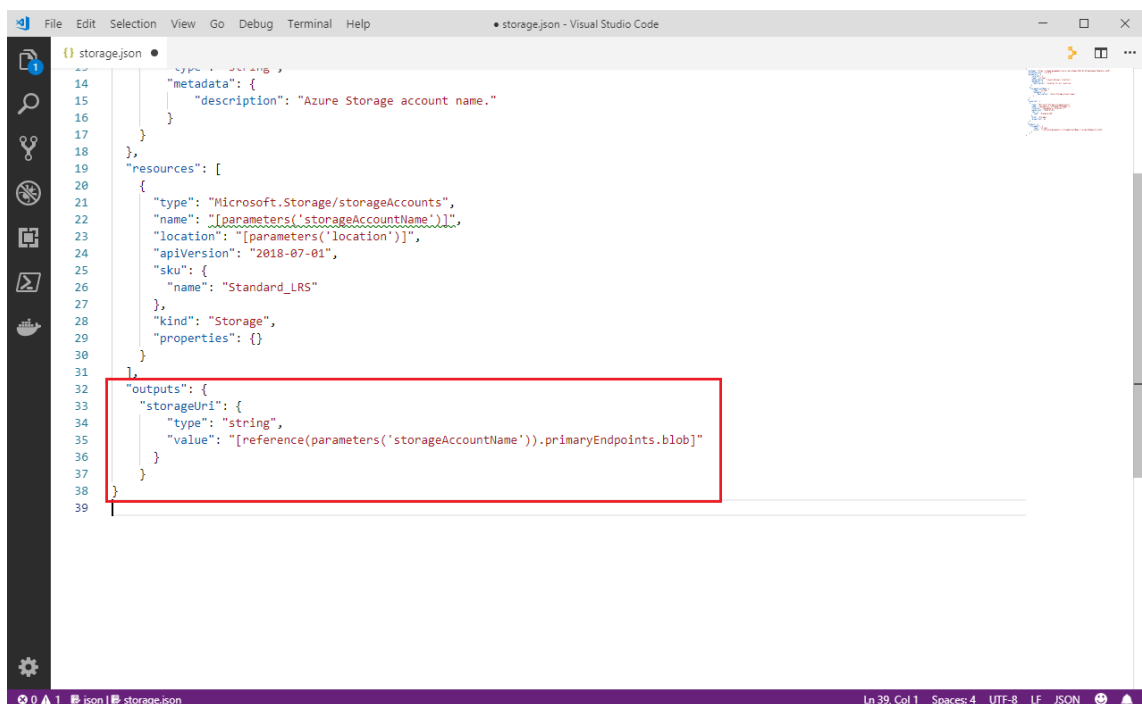 File Edit Selection View Go Debug Terminal Help ● storage.json - Visual Studio Code
{} storage.json ●
1
13 "type": "string",
14 "metadata": {
15 "description": "Azure Storage account name."
16 }
17 }
18 },
19 "resources": [
20 {
21 "type": "Microsoft.Storage/storageAccounts",
22 "name": "[parameters('storageAccountName')]",
23 "location": "[parameters('location')]",
24 "apiVersion": "2018-07-01",
25 "sku": {
26 "name": "Standard_LRS"
27 },
28 "kind": "Storage",
29 "properties": {}
30 }
31 ],
32 "outputs": {
33 "storageUri": {
34 "type": "string",
35 "value": "[reference(parameters('storageAccountName')).primaryEndpoints.blob]"
36 }
37 }
38 }
39
0 1 json | storage.json Ln 39, Col 1 Spaces: 4 UTF-8 LF JSON